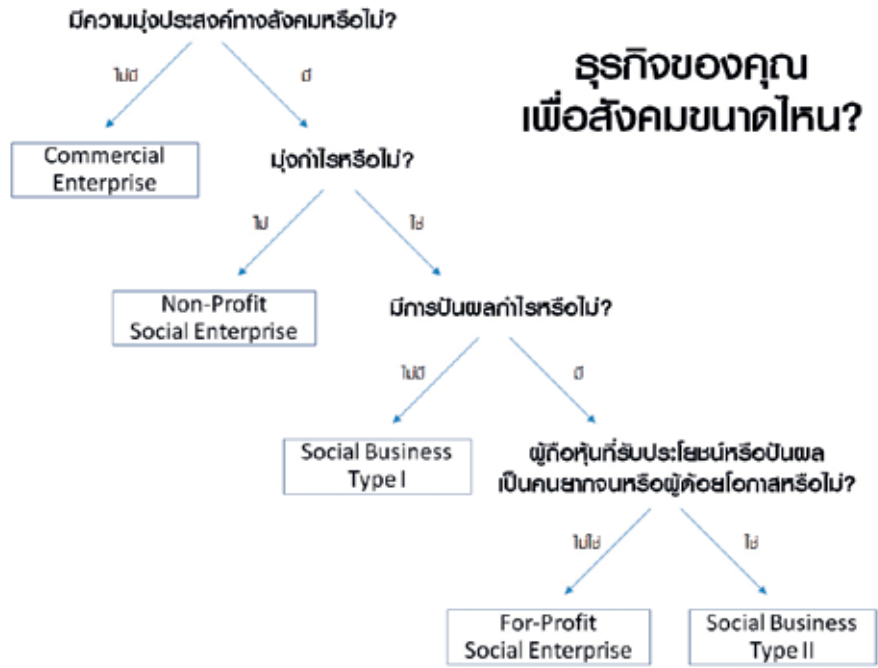 มีความมุ่งประสงค์ทางสังคมหรือไม่?
ธุรกิจของคุณ
เพื่อสังคมขนาดไหน?
ไม่มี
มี
Commercial
Enterprise
มุ่งกำไรหรือไม่?
ไม่
ใช่
Non-Profit
Social Enterprise
มีการปันผลกำไรหรือไม่?
ไม่มี
มี
Social Business
Type I
ผู้ถือหุ้นที่รับประโยชน์หรือปันผล
เป็นคนยากจนหรือผู้ด้อยโอกาสหรือไม่?
ไม่ใช่
ใช่
For-Profit
Social Enterprise
Social Business
Type II